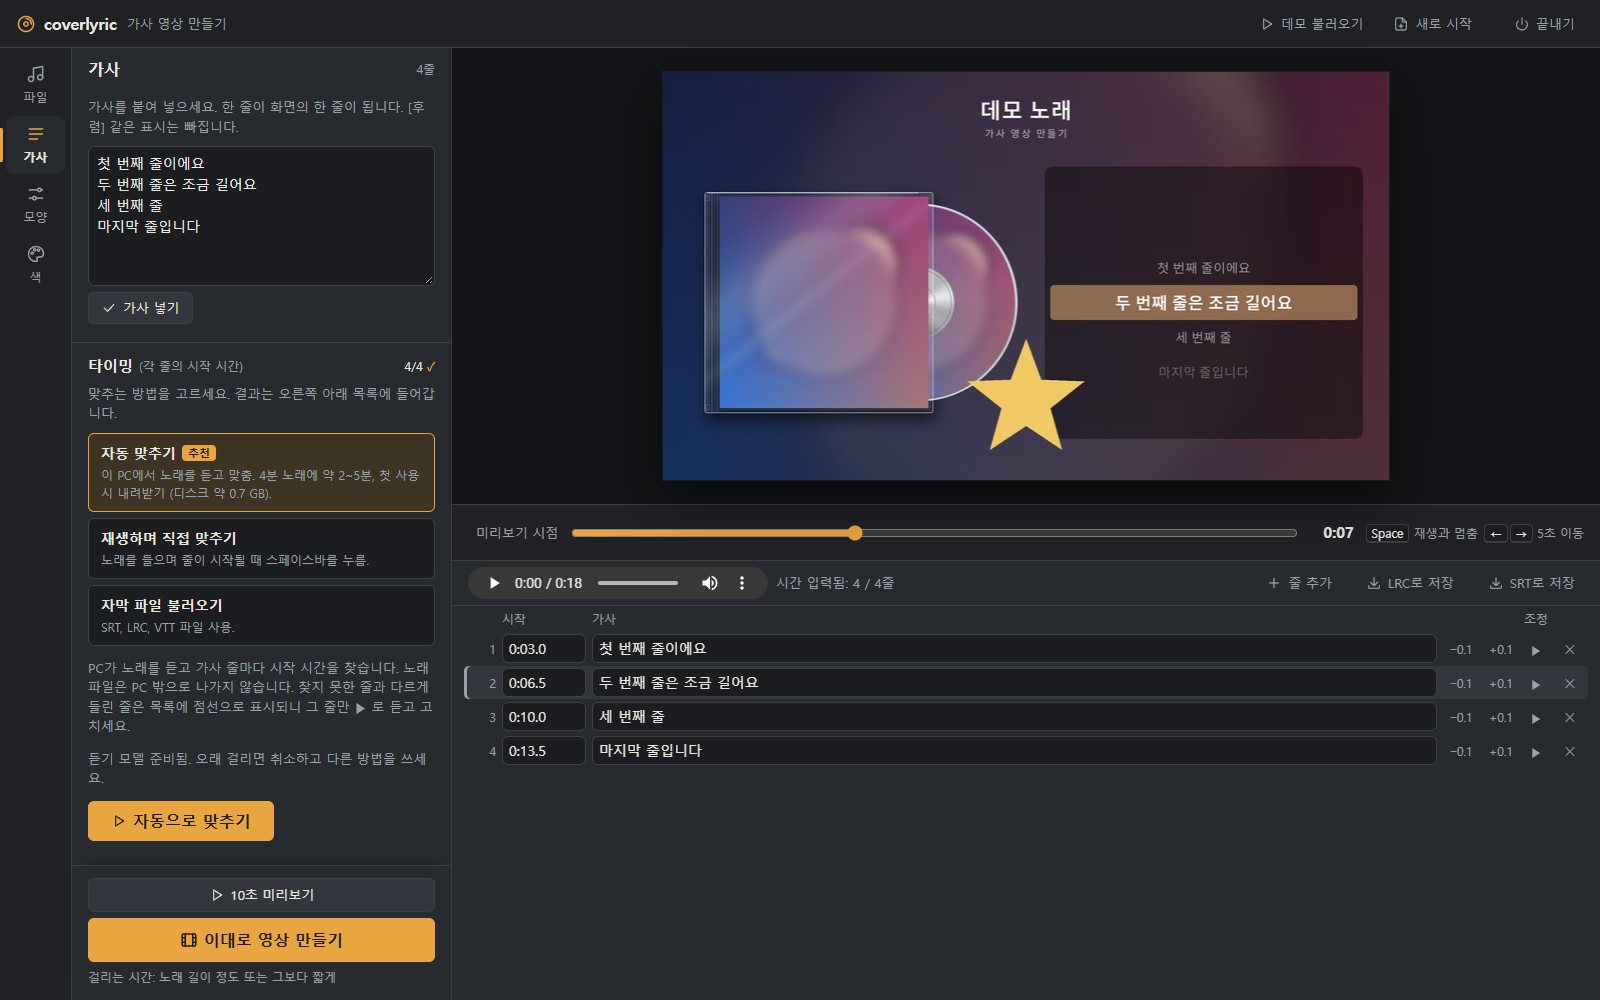 coverlyric 가사 영상 만들기
데모 불러오기
새로 시작
끝내기
파일
가사
모양
색
가사
4줄
가사를 붙여 넣으세요. 한 줄이 화면의 한 줄이 됩니다. [후
렴] 같은 표시는 빠집니다.
첫 번째 줄이에요
두 번째 줄은 조금 길어요
세 번째 줄
마지막 줄입니다
가사 넣기
타이밍 (각 줄의 시작 시간)
4/4 ✓
맞추는 방법을 고르세요. 결과는 오른쪽 아래 목록에 들어갑
니다.
자동 맞추기 추천
이 PC에서 노래를 듣고 맞춤. 4분 노래에 약 2~5분, 첫 사용
시 내려받기 (디스크 약 0.7 GB).
재생하며 직접 맞추기
노래를 들으며 줄이 시작될 때 스페이스바를 누름.
자막 파일 불러오기
SRT, LRC, VTT 파일 사용.
PC가 노래를 듣고 가사 줄마다 시작 시간을 찾습니다. 노래
파일은 PC 밖으로 나가지 않습니다. 찾지 못한 줄과 다르게
들린 줄은 목록에 점선으로 표시되니 그 줄만 ▶ 로 듣고 고
치세요.
듣기 모델 준비됨. 오래 걸리면 취소하고 다른 방법을 쓰세
요.
자동으로 맞추기
10초 미리보기
이대로 영상 만들기
걸리는 시간: 노래 길이 정도 또는 그보다 짧게
데모 노래
가사 영상 만들기
첫 번째 줄이에요
두 번째 줄은 조금 길어요
세 번째 줄
마지막 줄입니다
미리보기 시점
0:07
Space 재생과 멈춤 ← → 5초 이동
0:00 / 0:18
시간 입력됨: 4 / 4줄
+ 줄 추가
LRC로 저장
SRT로 저장
시작 가사 조정
1 0:03.0 첫 번째 줄이에요 −0.1 +0.1 ▶ ×
2 0:06.5 두 번째 줄은 조금 길어요 −0.1 +0.1 ▶ ×
3 0:10.0 세 번째 줄 −0.1 +0.1 ▶ ×
4 0:13.5 마지막 줄입니다 −0.1 +0.1 ▶ ×